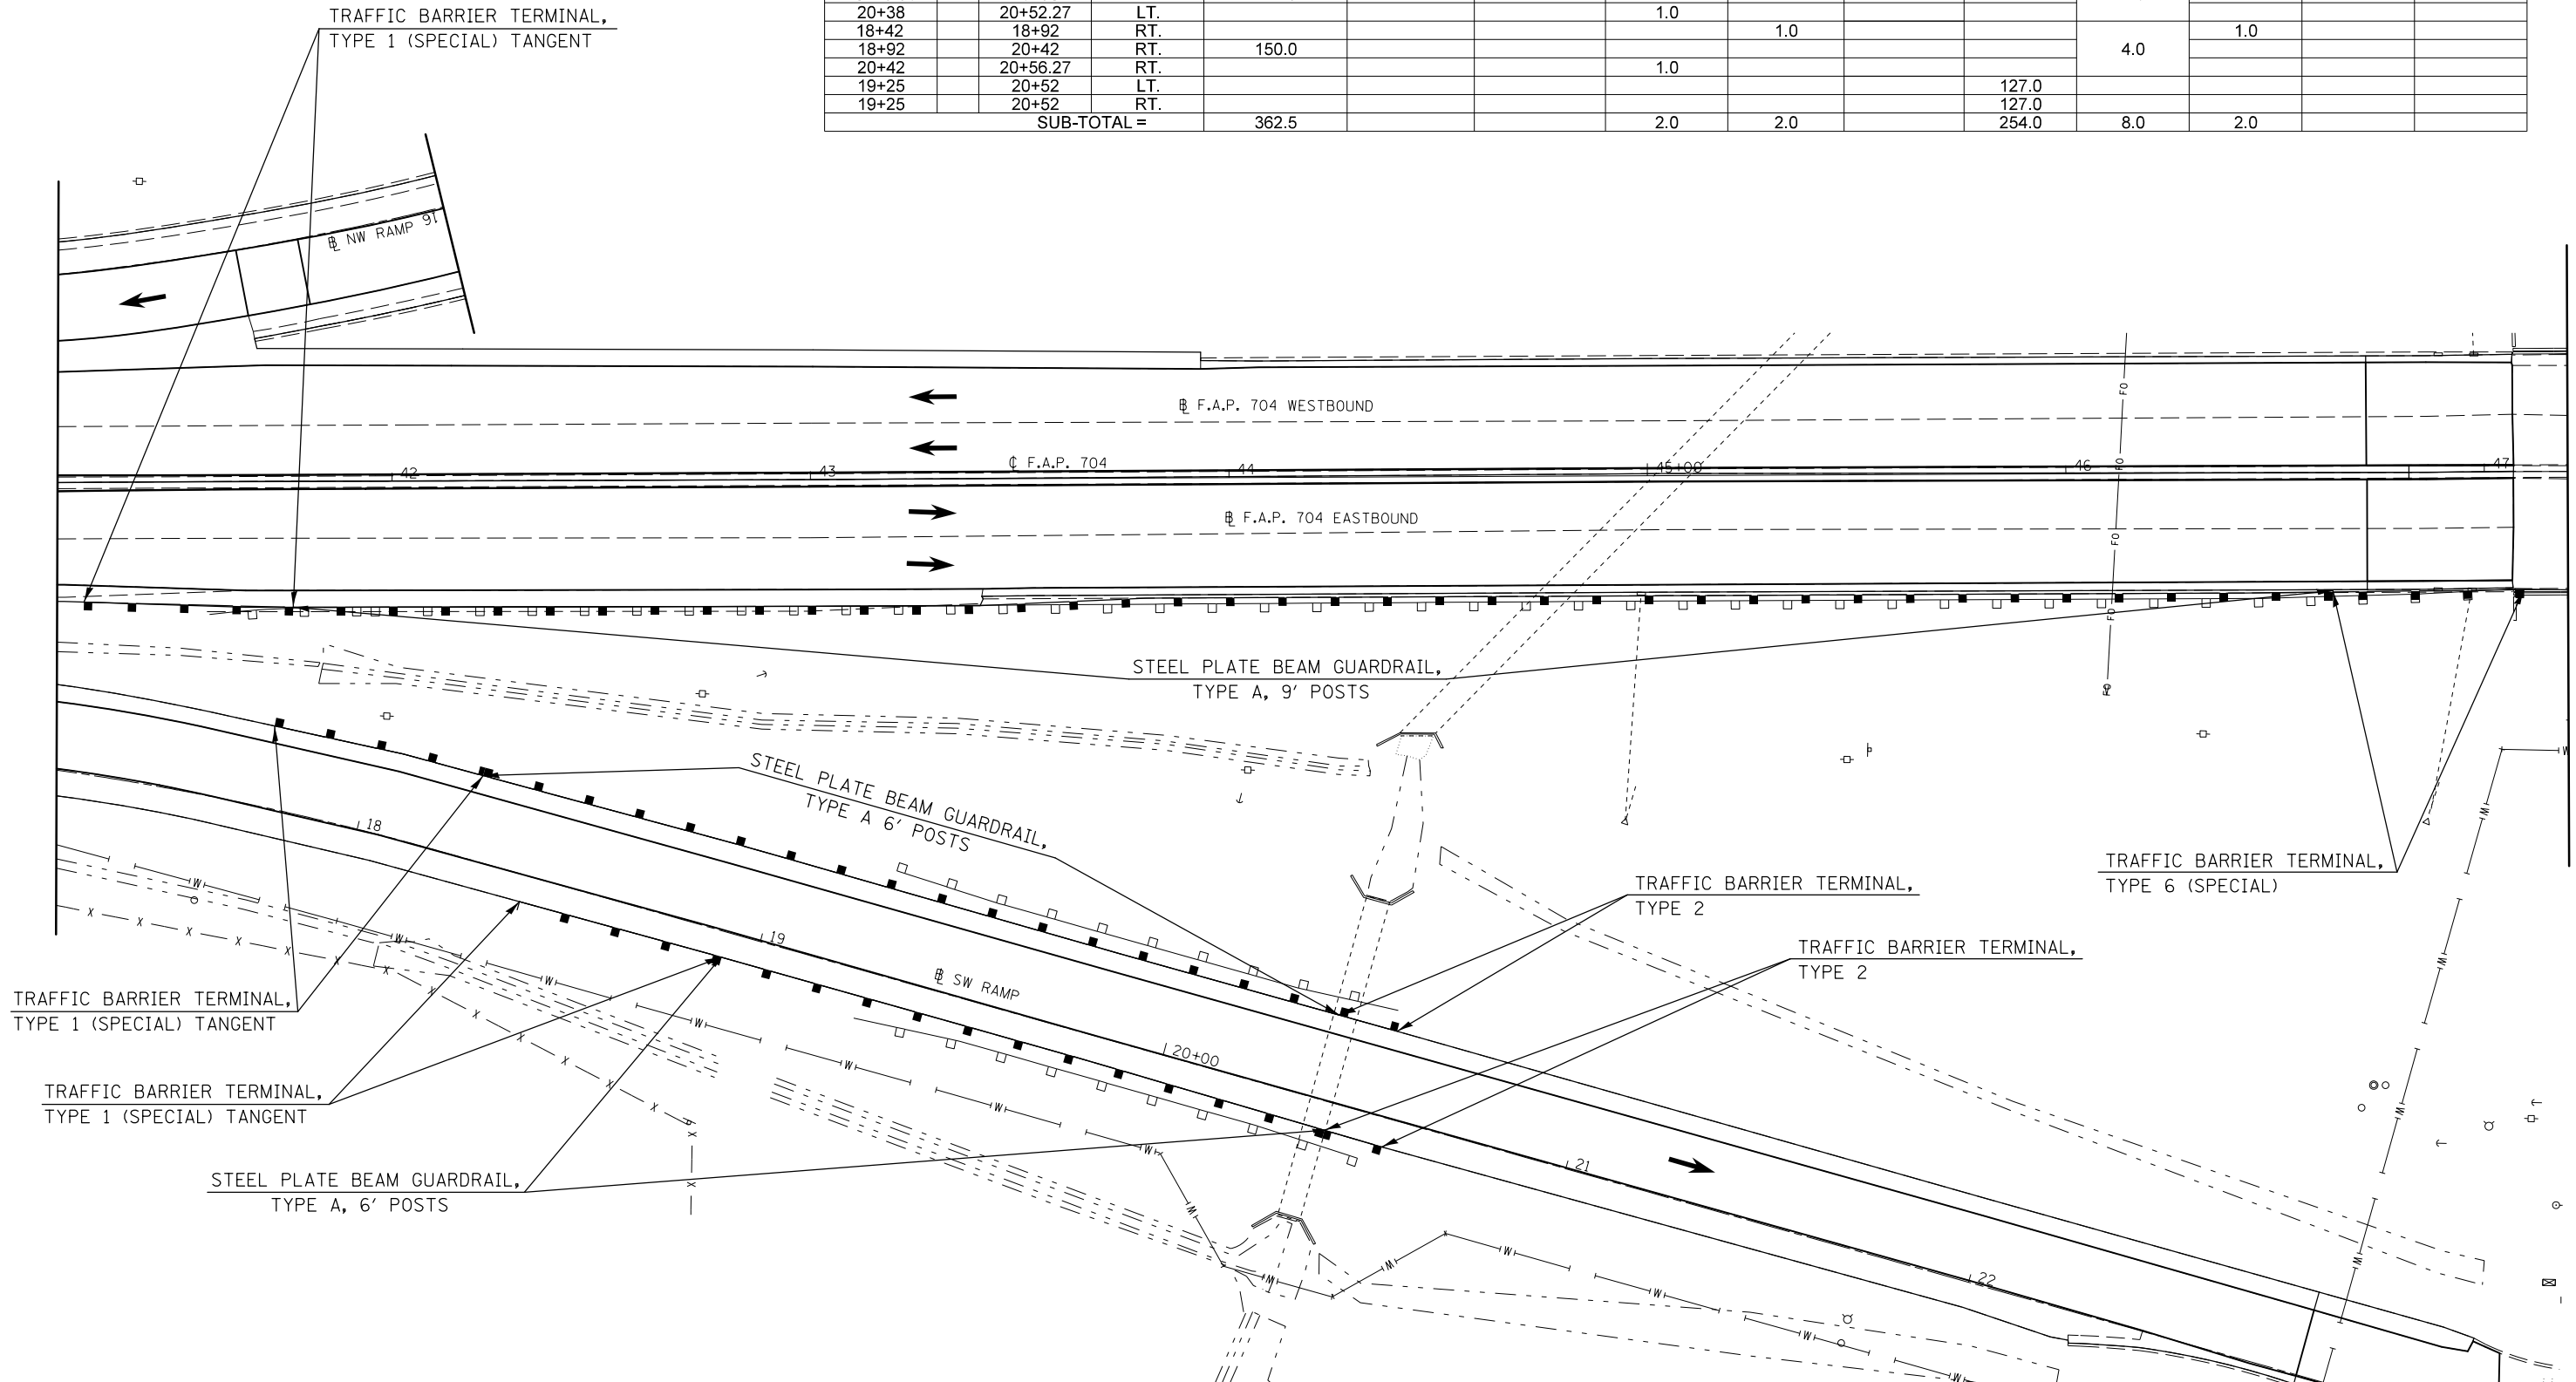 TRAFFIC BARRIER TERMINAL,
TYPE 1 (SPECIAL) TANGENT
20+38 20+52.27 LT. 1.0
18+42 18+92 RT. 1.0 1.0
18+92 20+42 RT. 150.0 4.0
20+42 20+56.27 RT. 1.0
19+25 20+52 LT. 127.0
19+25 20+52 RT. 127.0
SUB-TOTAL = 362.5 2.0 2.0 254.0 8.0 2.0
℄ NW RAMP 91
℄ F.A.P. 704 WESTBOUND
FO
℄ F.A.P. 704
42 43 44 45+00 46 47
FO
℄ F.A.P. 704 EASTBOUND
FO
FO
STEEL PLATE BEAM GUARDRAIL,
TYPE A, 9' POSTS
STEEL PLATE BEAM GUARDRAIL,
TYPE A 6' POSTS
18
19
20+00
21
22
℄ SW RAMP
TRAFFIC BARRIER TERMINAL,
TYPE 6 (SPECIAL)
TRAFFIC BARRIER TERMINAL,
TYPE 2
TRAFFIC BARRIER TERMINAL,
TYPE 2
TRAFFIC BARRIER TERMINAL,
TYPE 1 (SPECIAL) TANGENT
TRAFFIC BARRIER TERMINAL,
TYPE 1 (SPECIAL) TANGENT
STEEL PLATE BEAM GUARDRAIL,
TYPE A, 6' POSTS